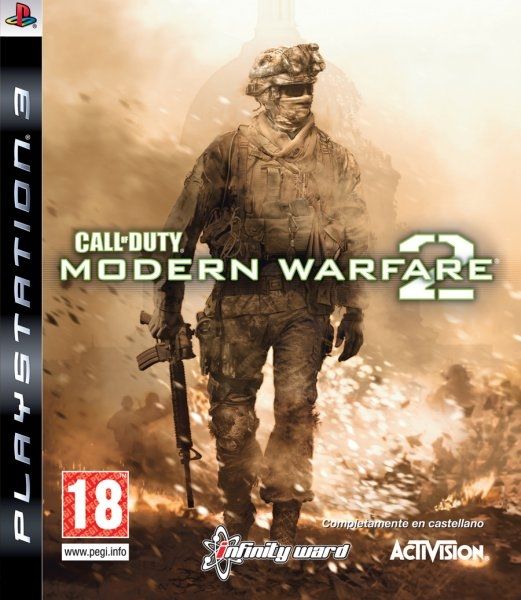 PLAYSTATION 3
CALL OF DUTY
MODERN WARFARE 2
18
www.pegi.info
infinity ward
Completamente en castellano
ACTIVISION